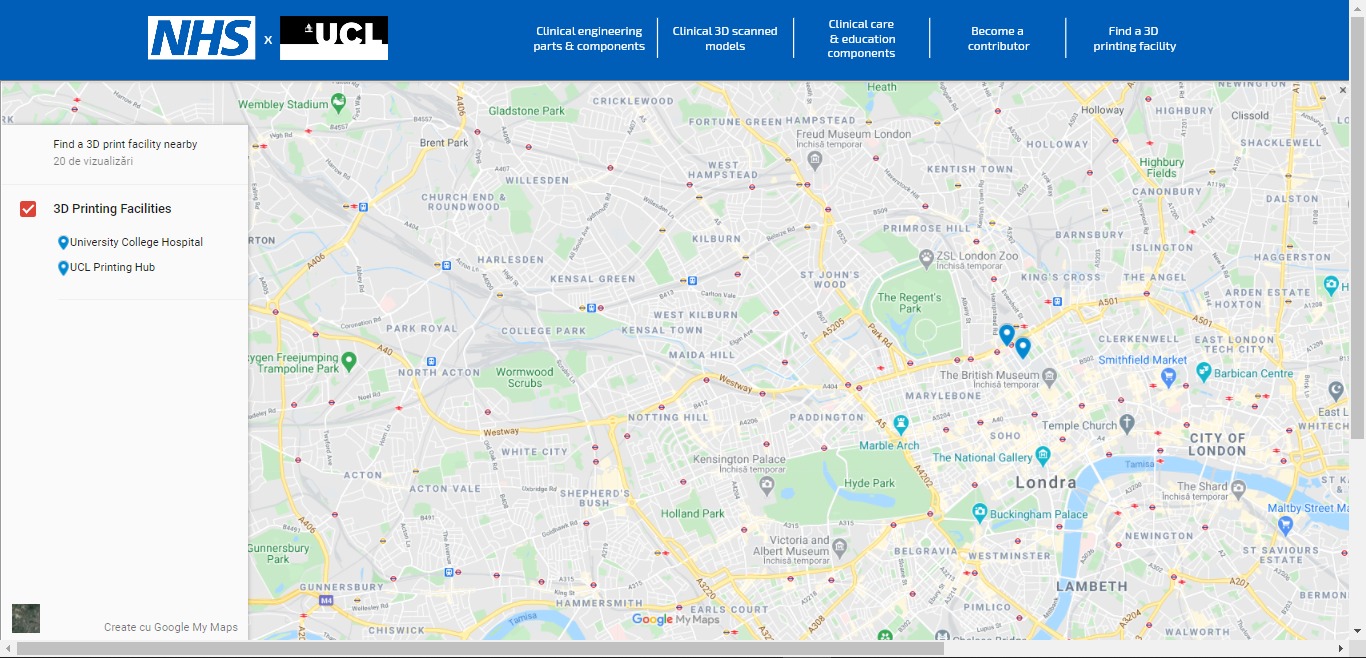 NHS
x
UCL
Clinical engineering
parts & components
Clinical 3D scanned
models
Clinical care
& education
components
Become a
contributor
Find a 3D
printing facility
Find a 3D print facility nearby
20 de vizualizări
3D Printing Facilities
University College Hospital
UCL Printing Hub
Create cu Google My Maps
Wembley Stadium
Gladstone Park
CRICKLEWOOD
Heath
Holloway
HIGHBURY
Clissold
FORTUNE GREEN
HAMPSTEAD
Freud Museum London
Închisă temporar
Brent Park
HOLLOWAY
SHACKLEWELL
WEST
HAMPSTEAD
KENTISH TOWN
Highbury
Fields
WILLESDEN
CANONBURY
DALSTON
CHURCH END &
ROUNDWOOD
PRIMROSE HILL
BARNSBURY
KILBURN
ISLINGTON
HARLESDEN
ZSL London Zoo
Închisă temporar
HAGGERSTON
KENSAL GREEN
ST JOHN'S
WOOD
KING'S CROSS
THE ANGEL
ARDEN ESTATE
HOXTON
The Regent's
Park
PARK ROYAL
COLLEGE PARK
WEST KILBURN
KENSAL TOWN
CLERKENWELL
EAST LONDON
TECH CITY
MAIDA HILL
Smithfield Market
Barbican Centre
ygen Freejumping
Trampoline Park
NORTH ACTON
Wormwood
Scrubs
The British Museum
Închisă temporar
MARYLEBONE
Westway
NOTTING HILL
PADDINGTON
Temple Church
East L
WHITECH
Westway
WHITE CITY
Marble Arch
SOHO
CITY OF
LONDON
The National Gallery
Kensington Palace
Închisă temporar
Tamisa
ACTON
Hyde Park
Londra
ACTON VALE
SHEPHERD'S
BUSH
The Shard
Închisă temporar
Holland Park
Buckingham Palace
Maltby Street Ma
Victoria and
Albert Museum
Închisă temporar
NEWINGTON
Gunnersbury
Park
BELGRAVIA
WESTMINSTER
ST SAVIOURS
ESTATE
GUNNERSBURY
M4
LAMBETH
BERMON
HAMMERSMITH
EARLS COURT
PIMLICO
CHISWICK
Tamisa
Google My Maps
WALWORTH